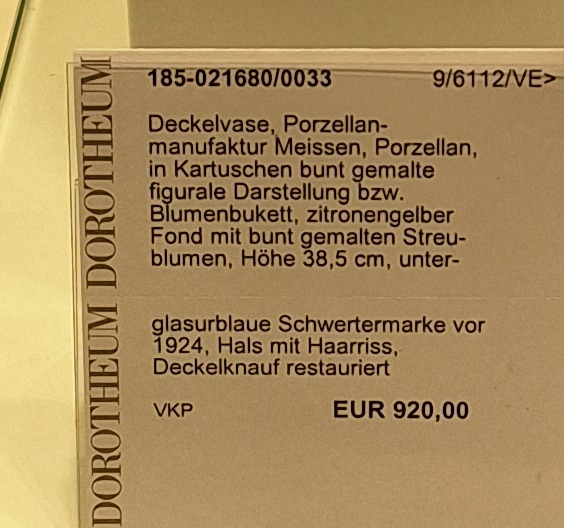 DOROTHEUM DOROTHEUM
185-021680/0033 9/6112/VE>
Deckelvase, Porzellan-
manufaktur Meissen, Porzellan,
in Kartuschen bunt gemalte
figurale Darstellung bzw.
Blumenbukett, zitronengelber
Fond mit bunt gemalten Streu-
blumen, Höhe 38,5 cm, unter-
glasurblaue Schwertermarke vor
1924, Hals mit Haarriss,
Deckelknauf restauriert
VKP EUR 920,00